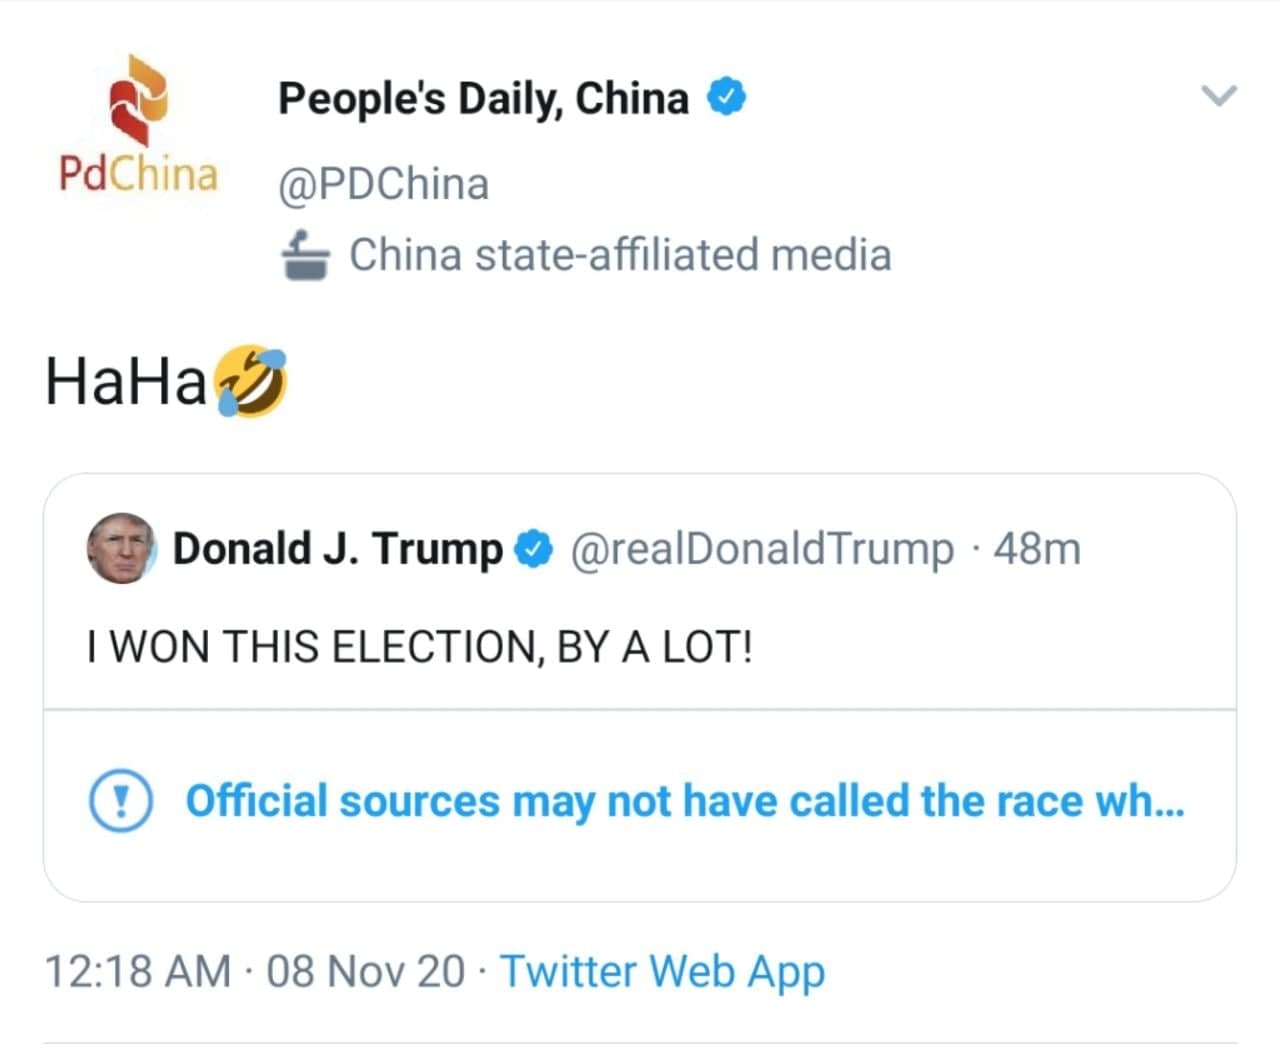 PdChina
People's Daily, China
@PDChina
China state-affiliated media
HaHa🤣
Donald J. Trump @realDonaldTrump · 48m
I WON THIS ELECTION, BY A LOT!
Official sources may not have called the race wh...
12:18 AM · 08 Nov 20 · Twitter Web App